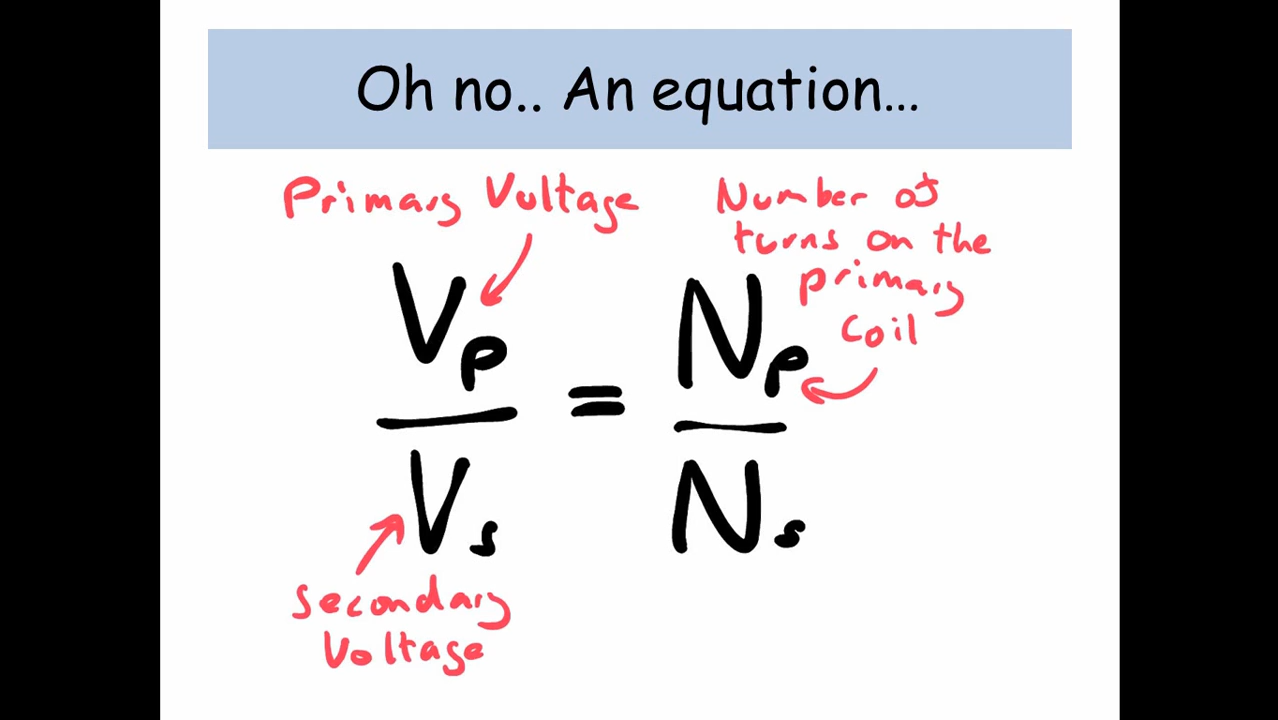 Oh no.. An equation...
Primary Voltage
Number of
turns on the
primary
Coil
Vp
Np
=
Vs
Ns
Secondary
Voltage